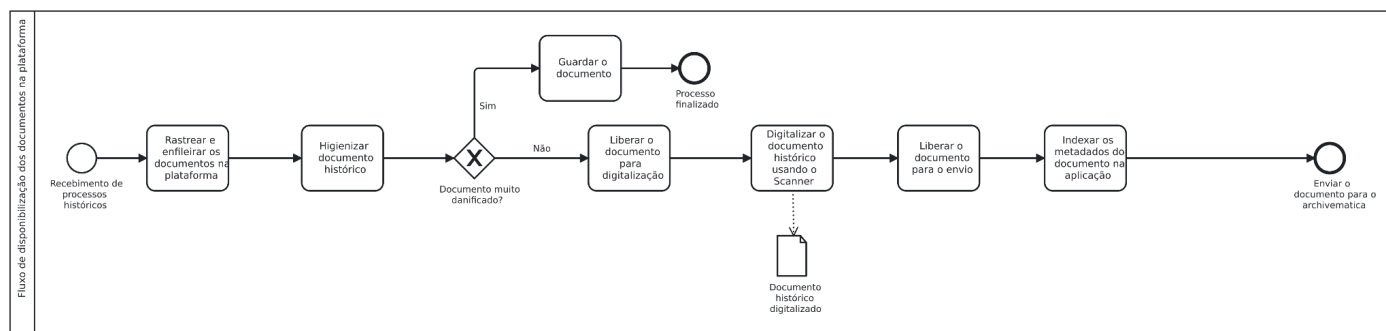 Fluxo de disponibilização dos documentos na plataforma
Guardar o
documento
Processo
finalizado
Sim
Recebimento de
processos
históricos
Rastrear e
enfileirar os
documentos na
plataforma
Higienizar
documento
histórico
X
Documento muito
danificado?
Não
Liberar o
documento
para
digitalização
Digitalizar o
documento
histórico
usando o
Scanner
Documento
histórico
digitalizado
Liberar o
documento
para o envio
Indexar os
metadados do
documento na
aplicação
Enviar o
documento para o
archivematica